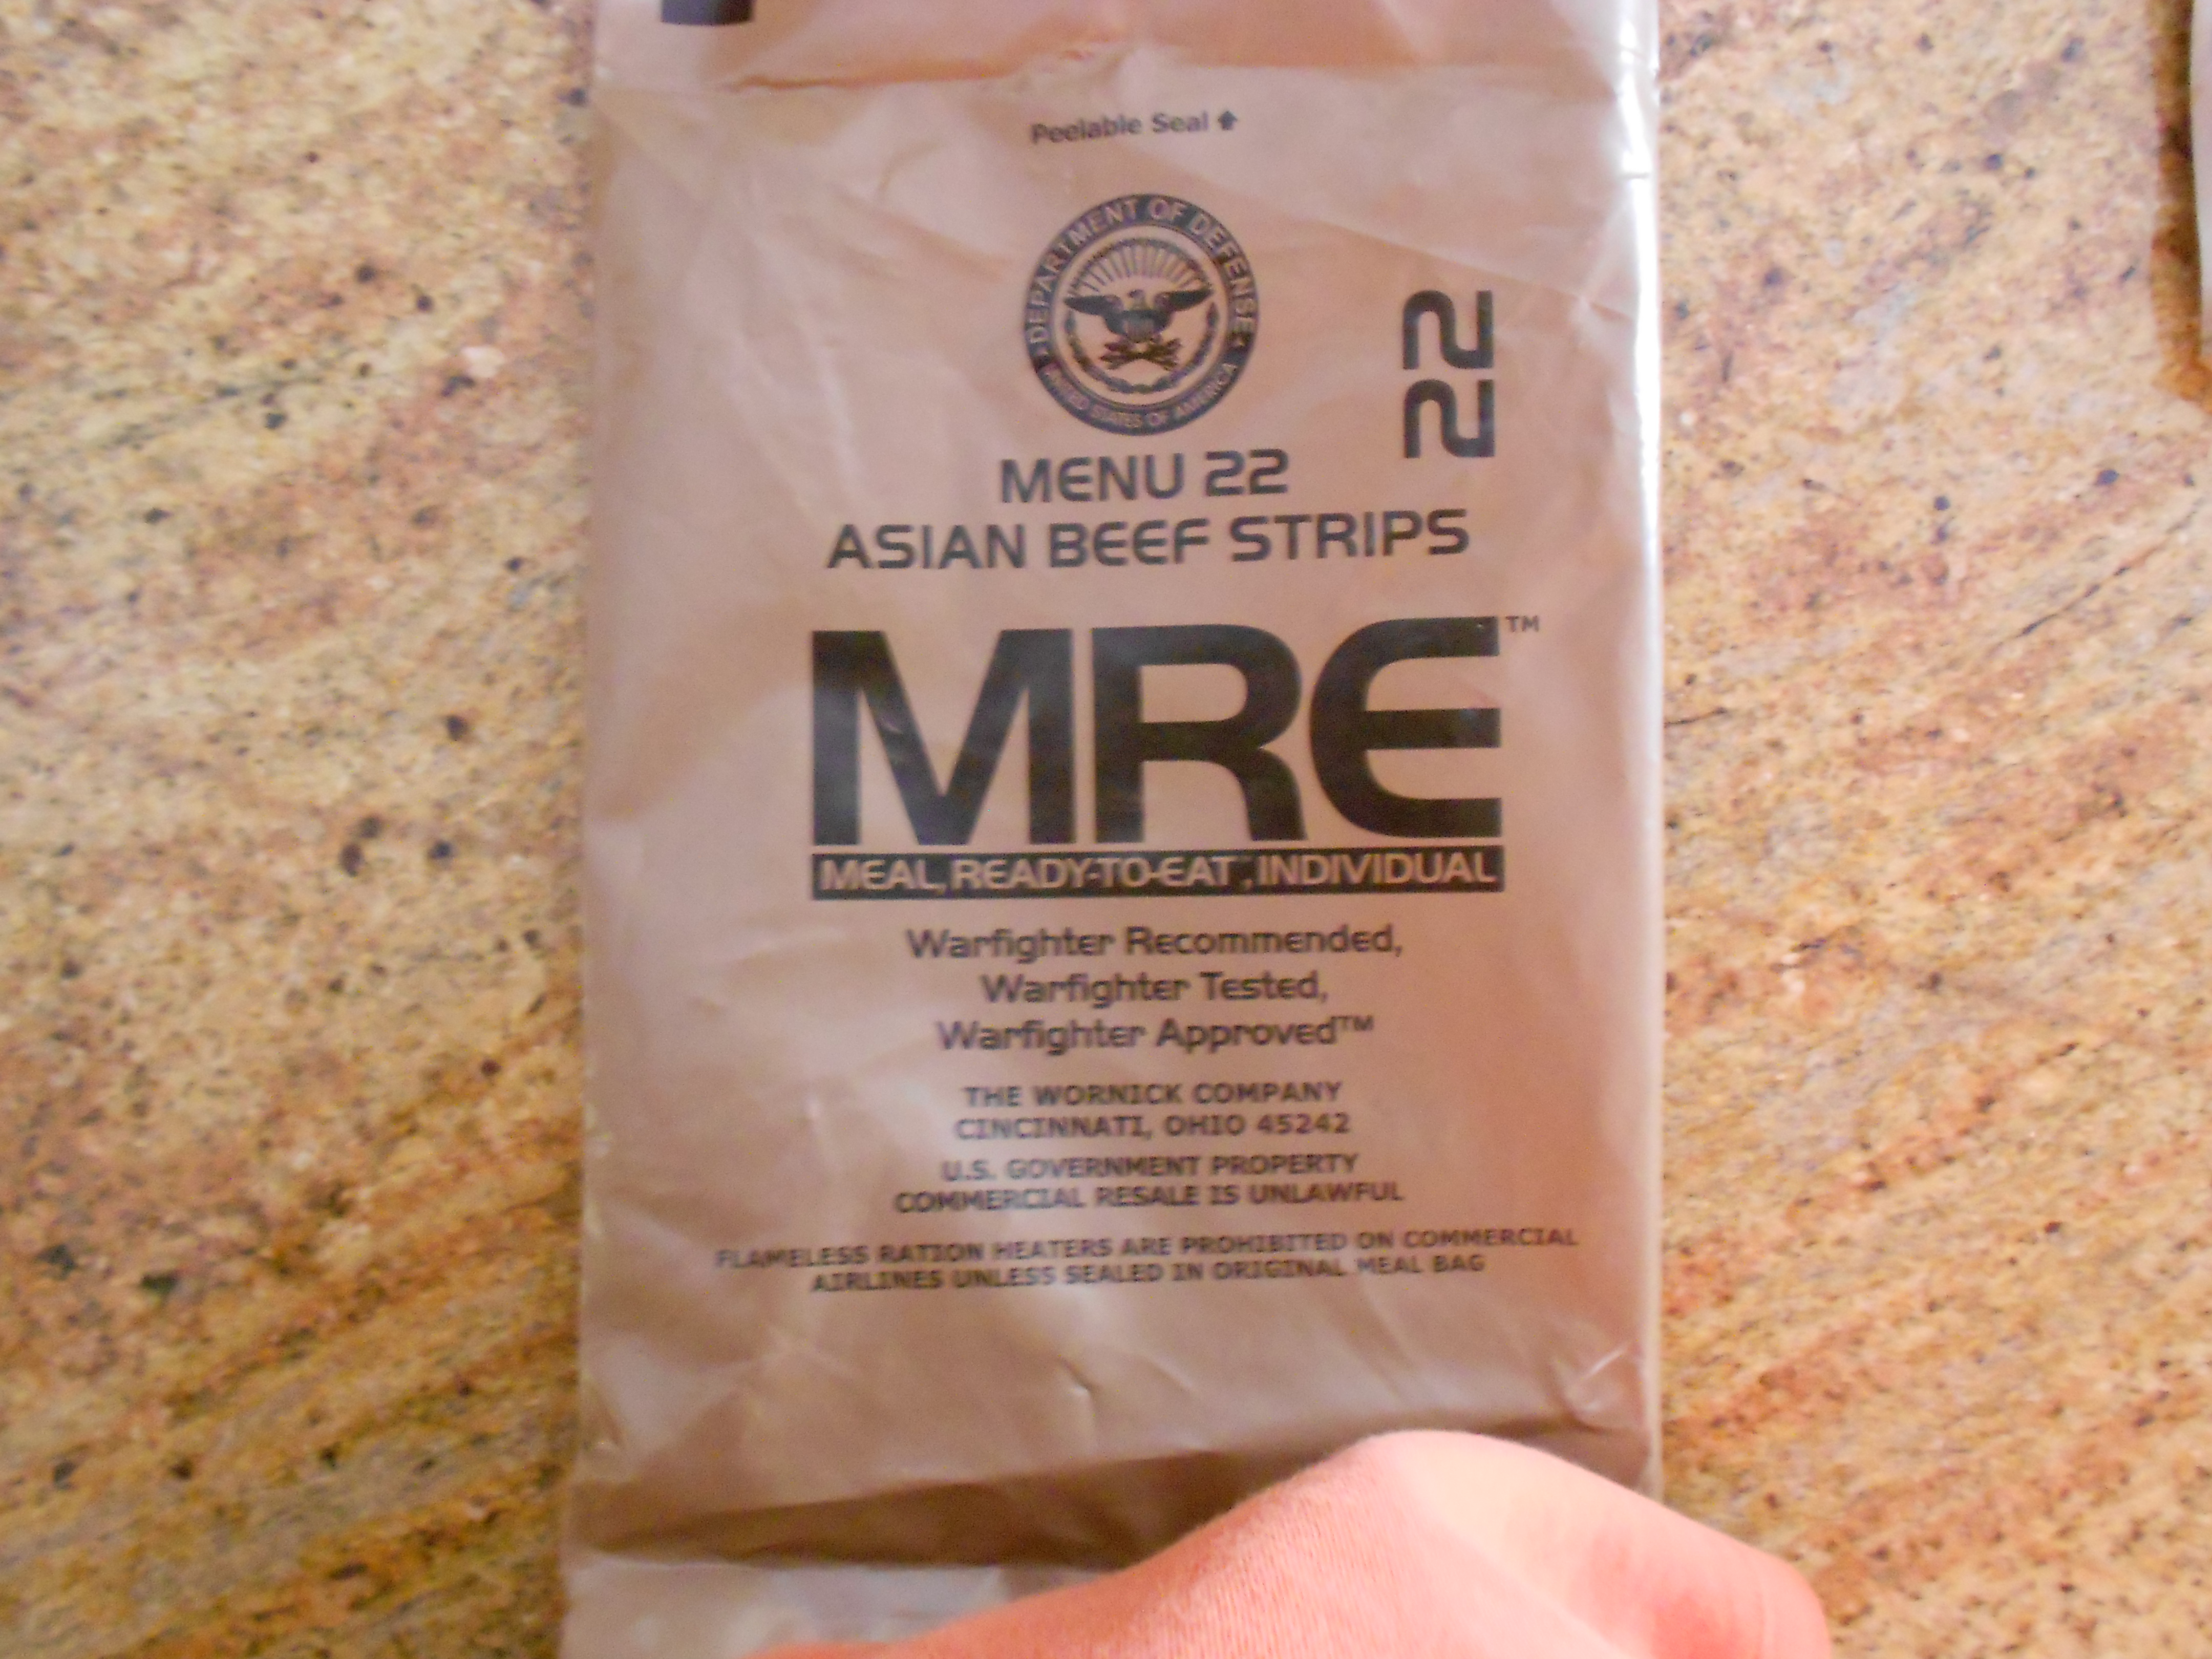 Peelable Seal ⬆
DEPARTMENT OF DEFENSE
UNITED STATES OF AMERICA
22
MENU 22
ASIAN BEEF STRIPS
MRE™
MEAL, READY-TO-EAT™, INDIVIDUAL
Warfighter Recommended,
Warfighter Tested,
Warfighter Approved™
THE WORNICK COMPANY
CINCINNATI, OHIO 45242
U.S. GOVERNMENT PROPERTY
COMMERCIAL RESALE IS UNLAWFUL
FLAMELESS RATION HEATERS ARE PROHIBITED ON COMMERCIAL
AIRLINES UNLESS SEALED IN ORIGINAL MEAL BAG